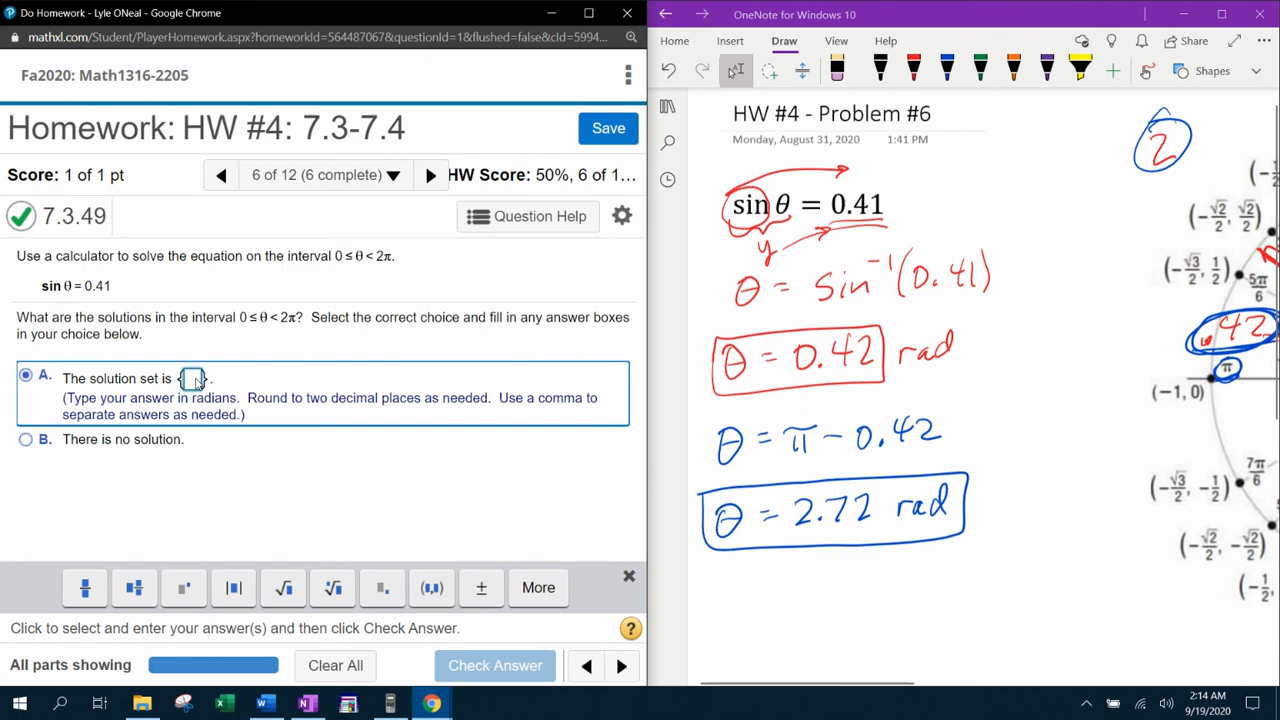 Do Homework - Lyle ONeal - Google Chrome
mathxl.com/Student/PlayerHomework.aspx?homeworkId=564487067&questionId=1&flushed=false&cId=5994...
Fa2020: Math1316-2205
Homework: HW #4: 7.3-7.4
Save
Score: 1 of 1 pt
6 of 12 (6 complete)
HW Score: 50%, 6 of 1...
7.3.49
Question Help
Use a calculator to solve the equation on the interval 0 ≤ θ < 2π.
sin θ = 0.41
What are the solutions in the interval 0 ≤ θ < 2π? Select the correct choice and fill in any answer boxes
in your choice below.
A. The solution set is { }.
(Type your answer in radians. Round to two decimal places as needed. Use a comma to
separate answers as needed.)
B. There is no solution.
More
Click to select and enter your answer(s) and then click Check Answer.
?
All parts showing
Clear All
Check Answer
OneNote for Windows 10
Home Insert Draw View Help
Share
Shapes
HW #4 - Problem #6
Monday, August 31, 2020 1:41 PM
sin θ = 0.41
y
θ = sin⁻¹(0.41)
θ = 0.42 rad
θ = π − 0.42
θ = 2.72 rad
2
(-√2/2, √2/2)
(-√3/2, 1/2)
5π/6
.42
π
(-1, 0)
(-√3/2, -1/2)
7π/6
(-√2/2, -√2/2)
(-1/2,
2:14 AM
9/19/2020